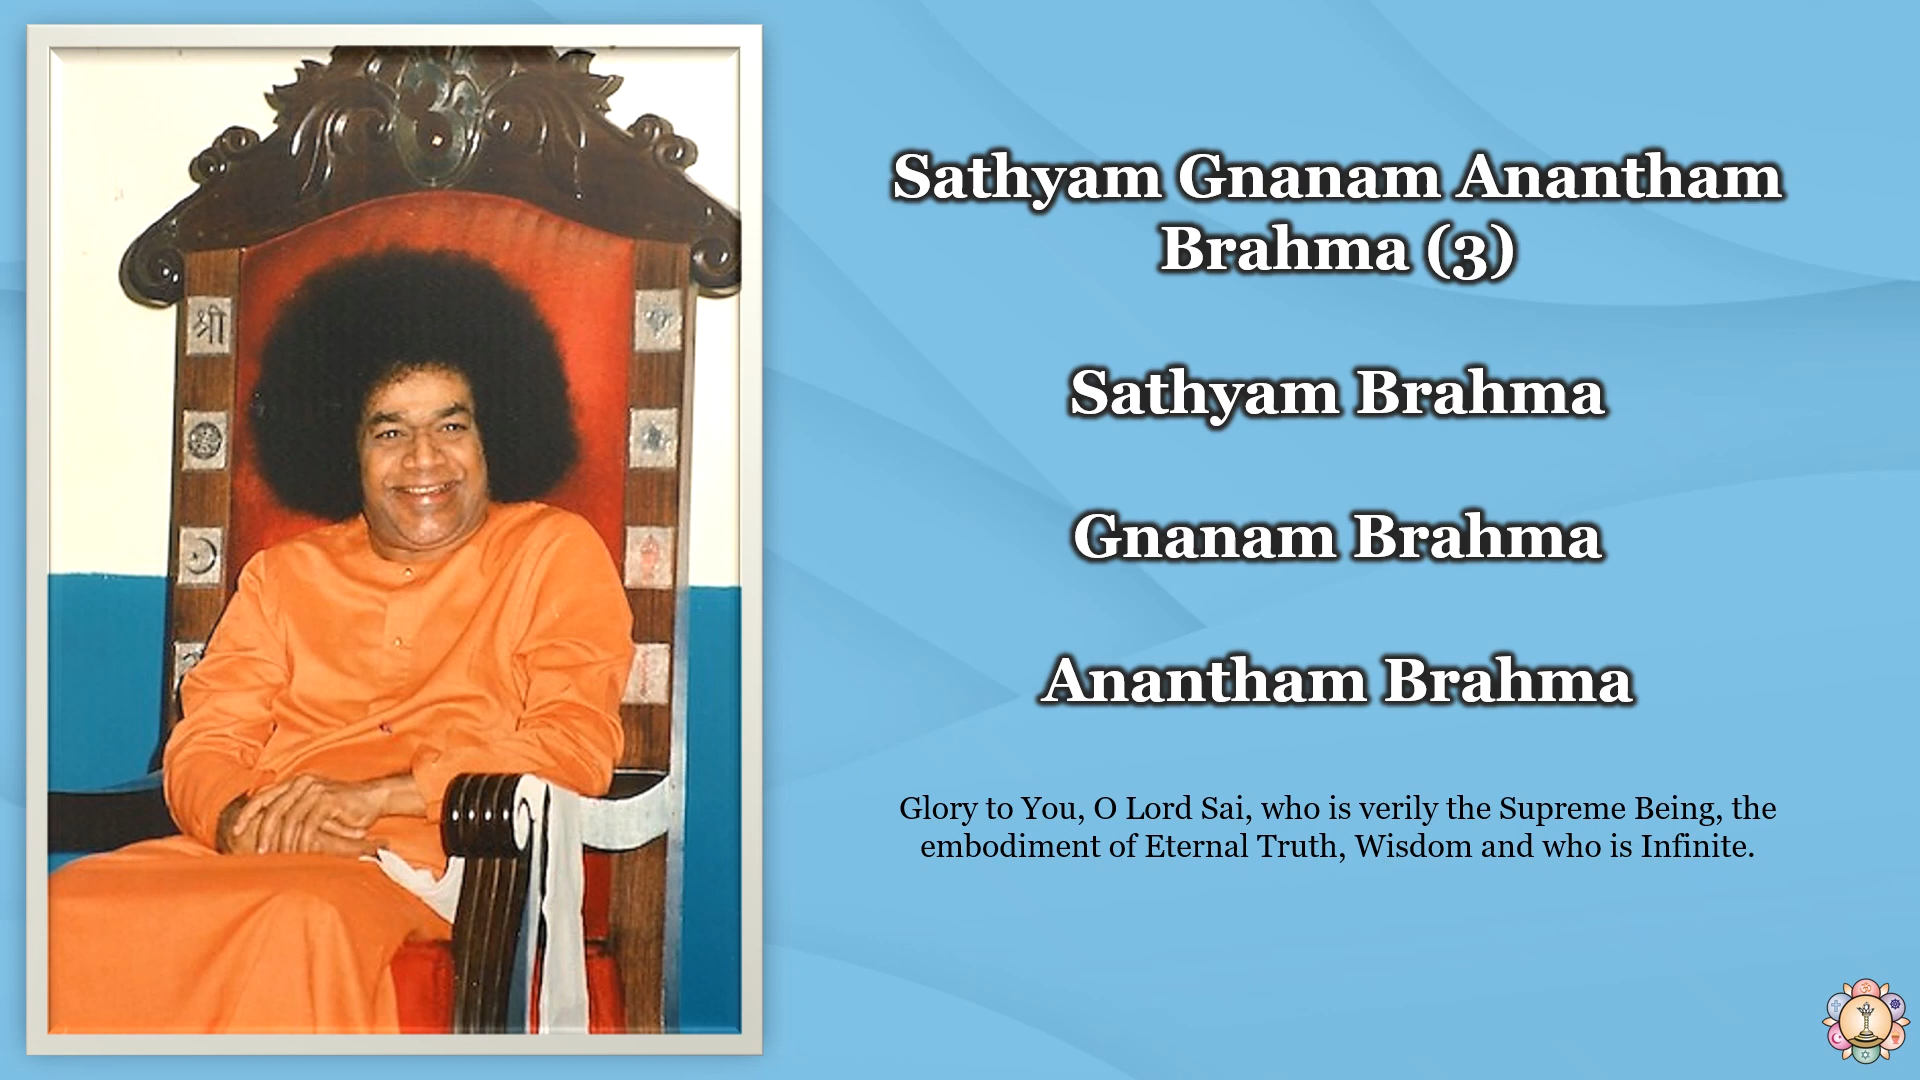 श्री
Sathyam Gnanam Anantham
Brahma (3)
Sathyam Brahma
Gnanam Brahma
Anantham Brahma
Glory to You, O Lord Sai, who is verily the Supreme Being, the
embodiment of Eternal Truth, Wisdom and who is Infinite.